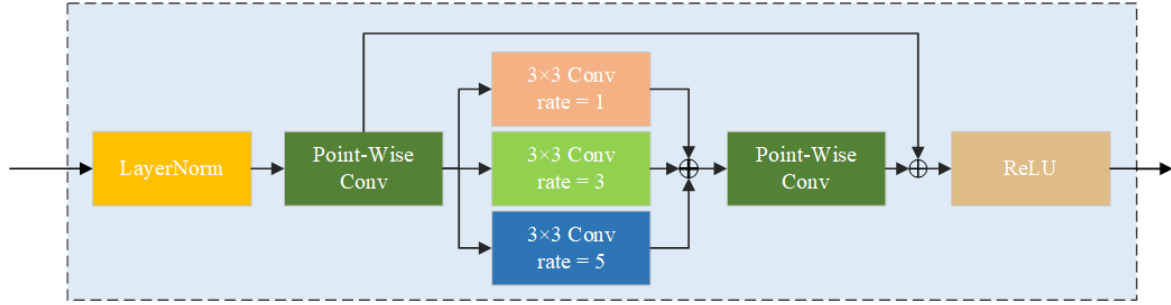 LayerNorm
Point-Wise
Conv
3×3 Conv
rate = 1
3×3 Conv
rate = 3
3×3 Conv
rate = 5
Point-Wise
Conv
ReLU